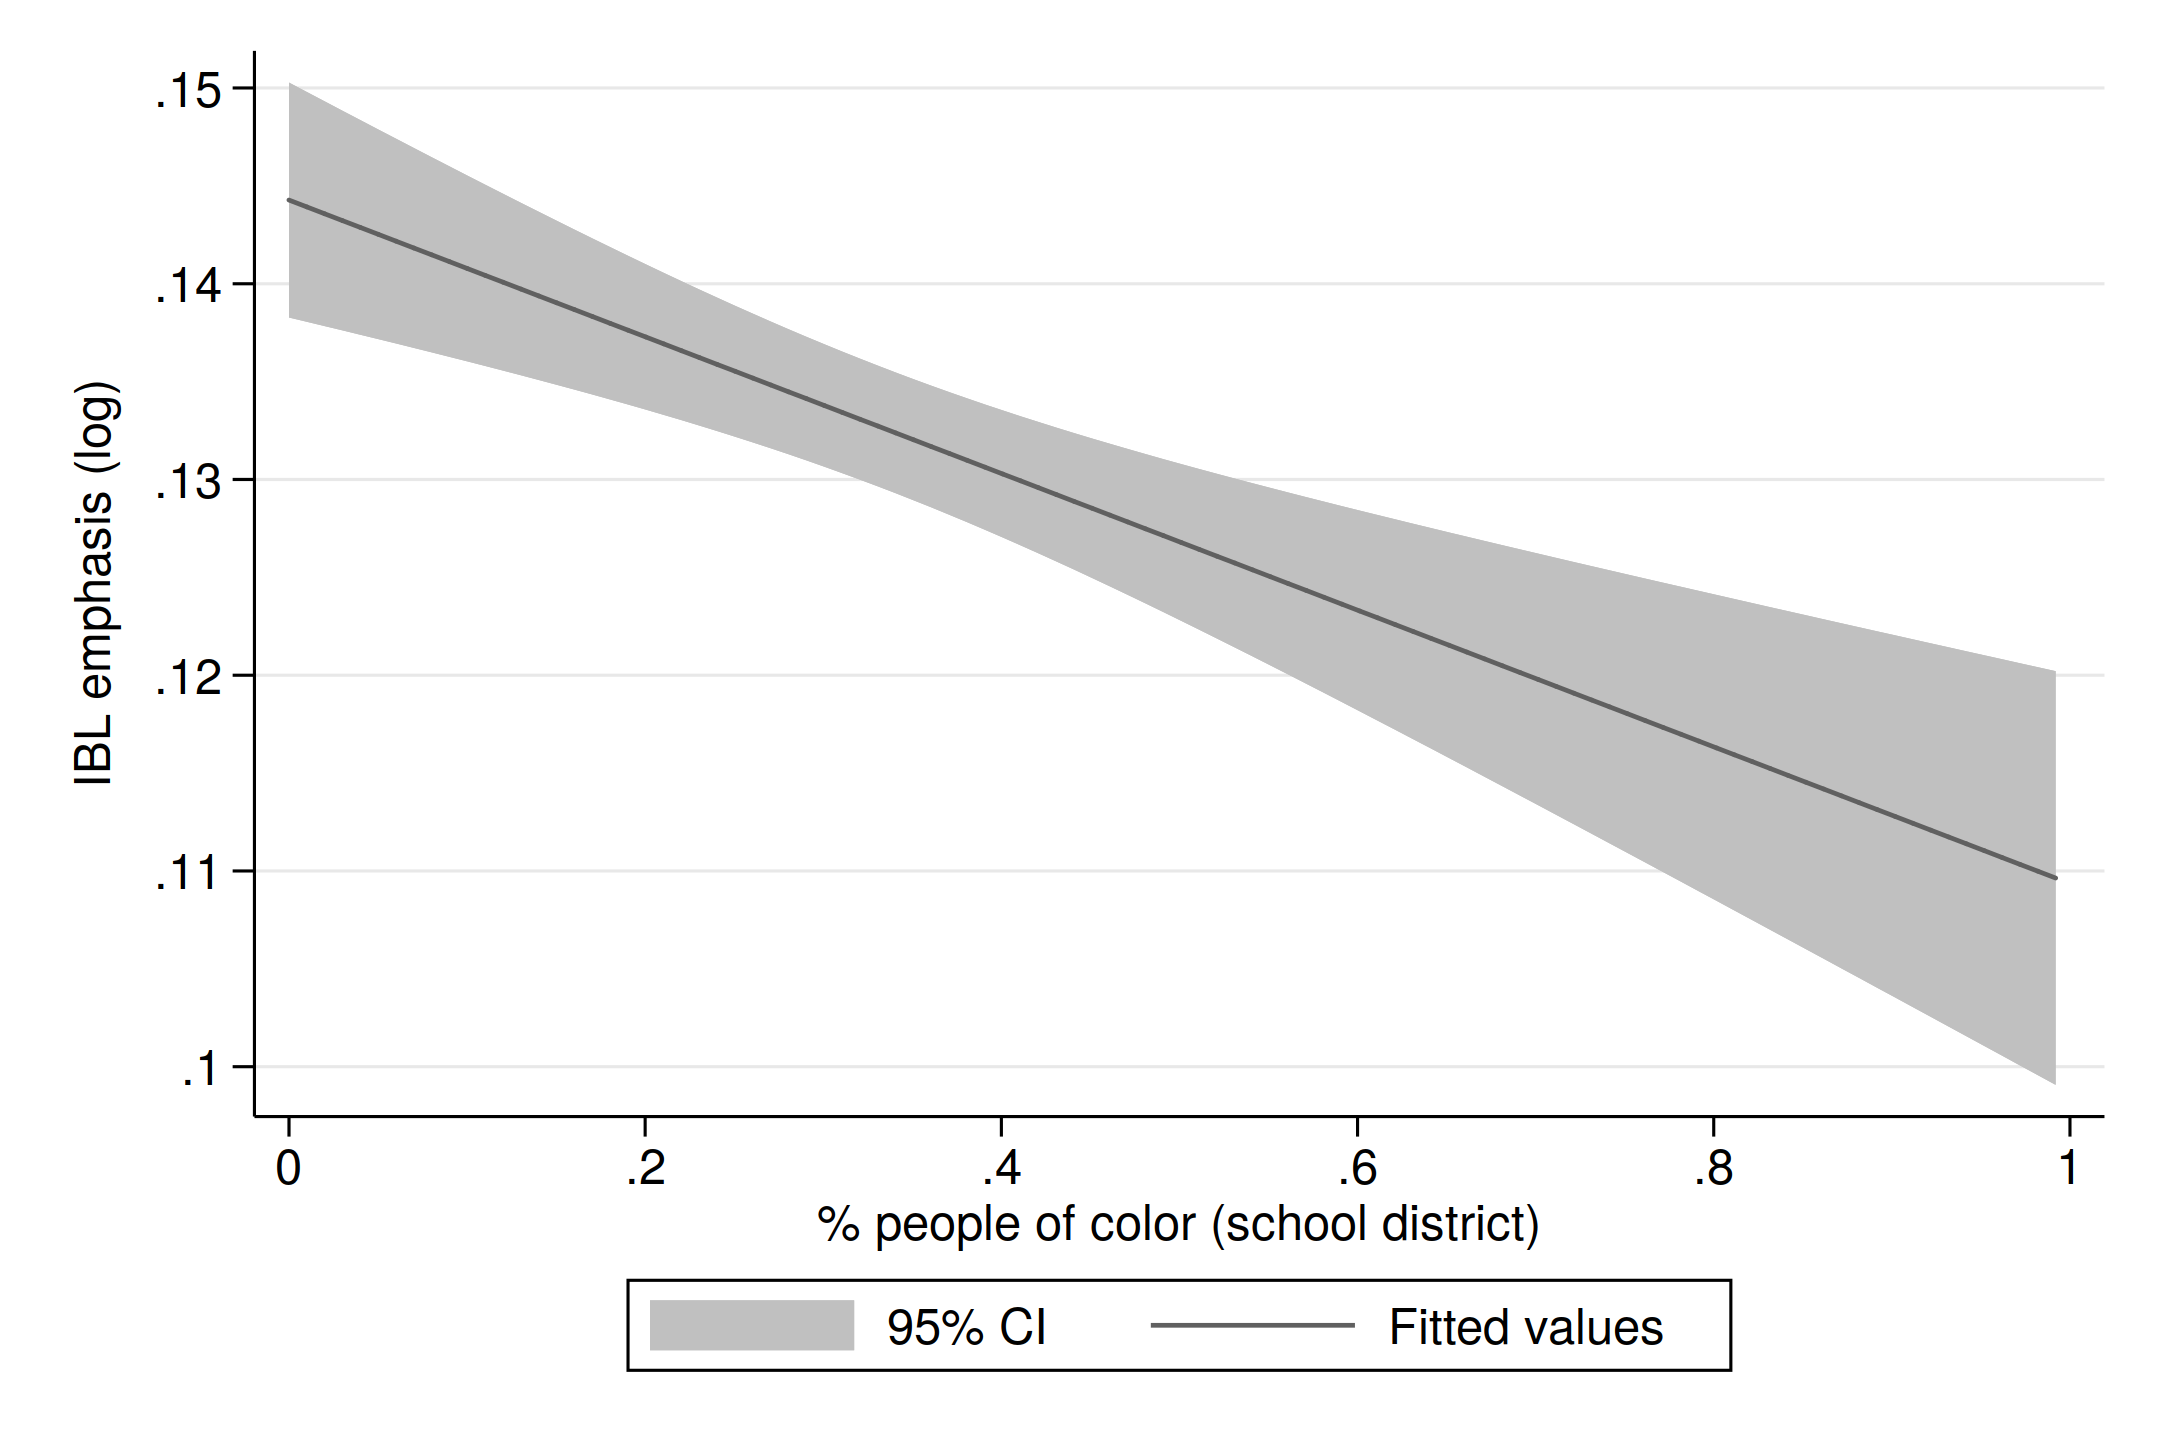 .15
.14
.13
.12
.11
.1
IBL emphasis (log)
0 .2 .4 .6 .8 1
% people of color (school district)
95% CI Fitted values